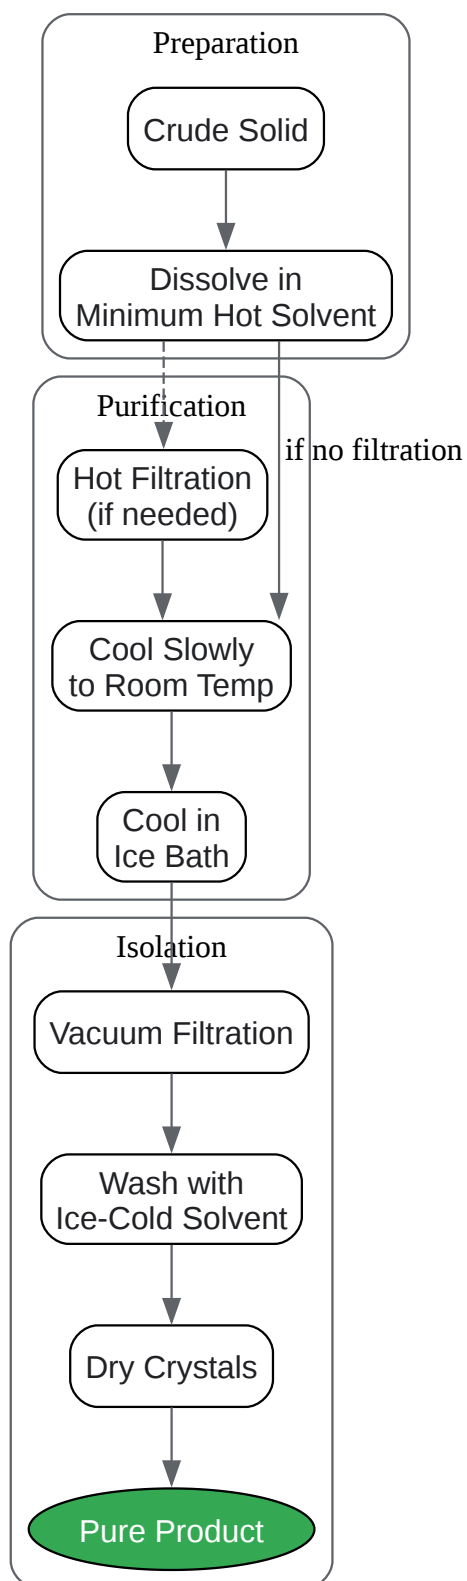 Preparation
Crude Solid
Dissolve in
Minimum Hot Solvent
Purification
if no filtration
Hot Filtration
(if needed)
Cool Slowly
to Room Temp
Cool in
Ice Bath
Isolation
Vacuum Filtration
Wash with
Ice-Cold Solvent
Dry Crystals
Pure Product